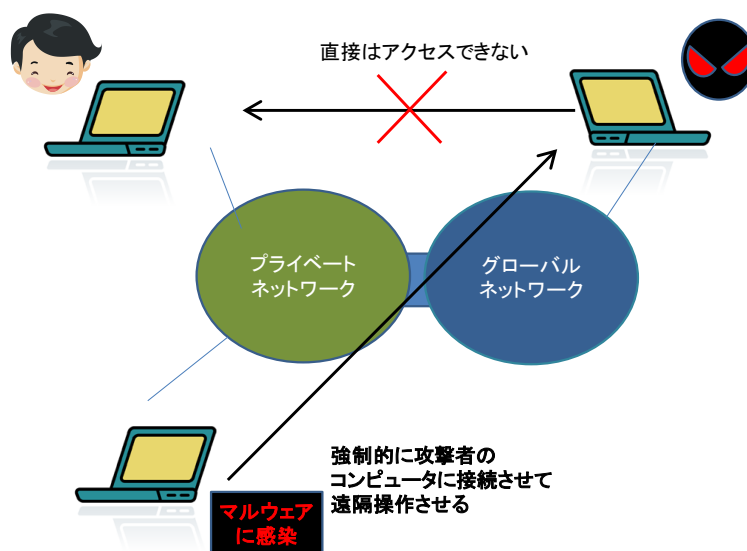 直接はアクセスできない
プライベート
ネットワーク
グローバル
ネットワーク
強制的に攻撃者の
コンピュータに接続させて
遠隔操作させる
マルウェア
に感染